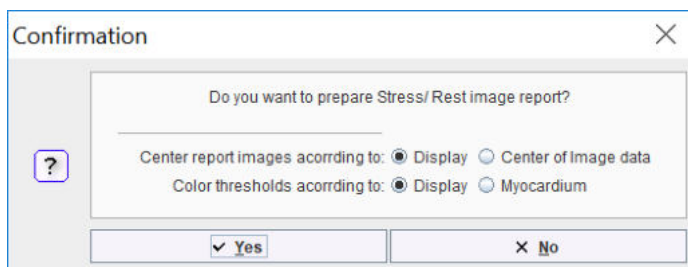 Confirmation
Do you want to prepare Stress/ Rest image report?
Center report images acorrding to: Display Center of Image data
Color thresholds acorrding to: Display Myocardium
?
Yes No